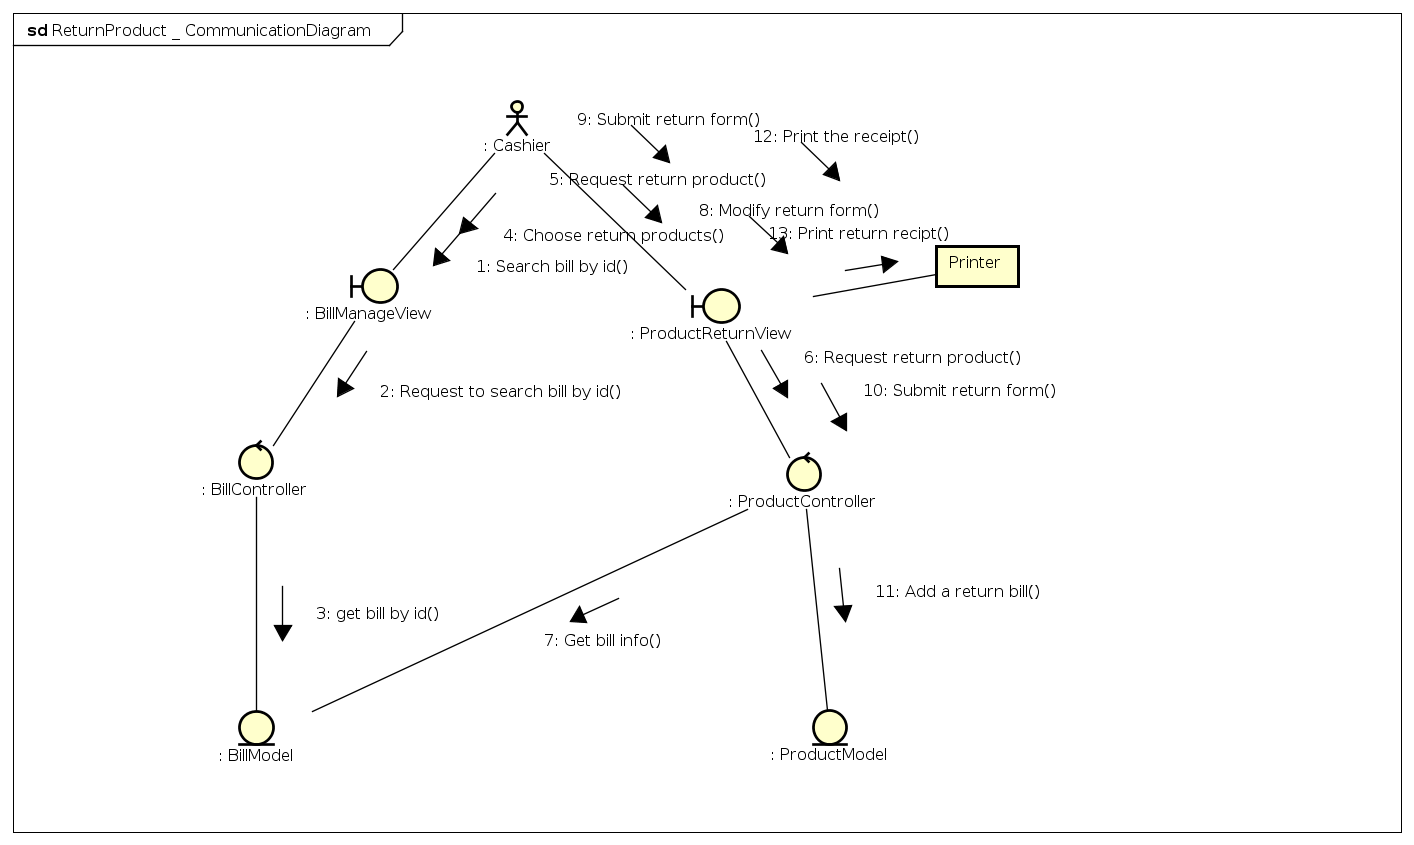 sd ReturnProduct _ CommunicationDiagram
9: Submit return form()
12: Print the receipt()
: Cashier
5: Request return product()
8: Modify return form()
4: Choose return products()
13: Print return recipt()
1: Search bill by id()
Printer
: BillManageView
: ProductReturnView
6: Request return product()
2: Request to search bill by id()
10: Submit return form()
: BillController
: ProductController
11: Add a return bill()
3: get bill by id()
7: Get bill info()
: BillModel
: ProductModel